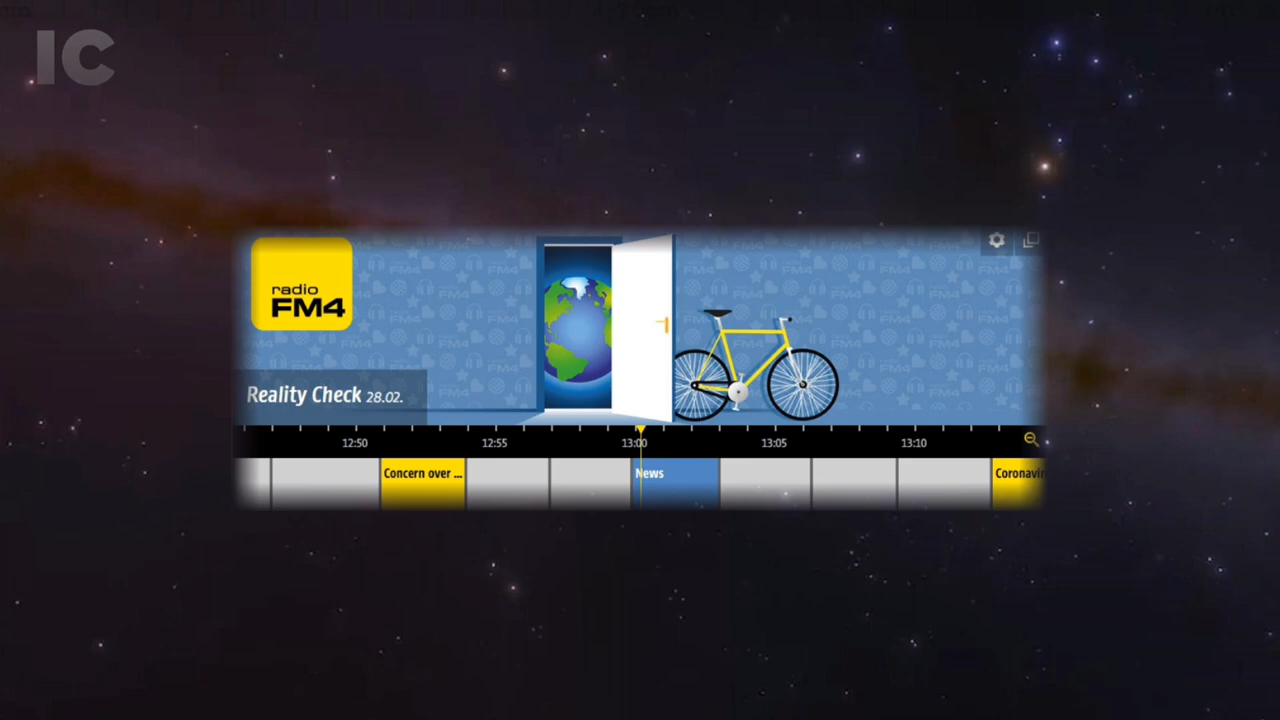 IC
radio
FM4
Reality Check 28.02.
12:50 12:55 13:00 13:05 13:10
Concern over ... News Coronavir